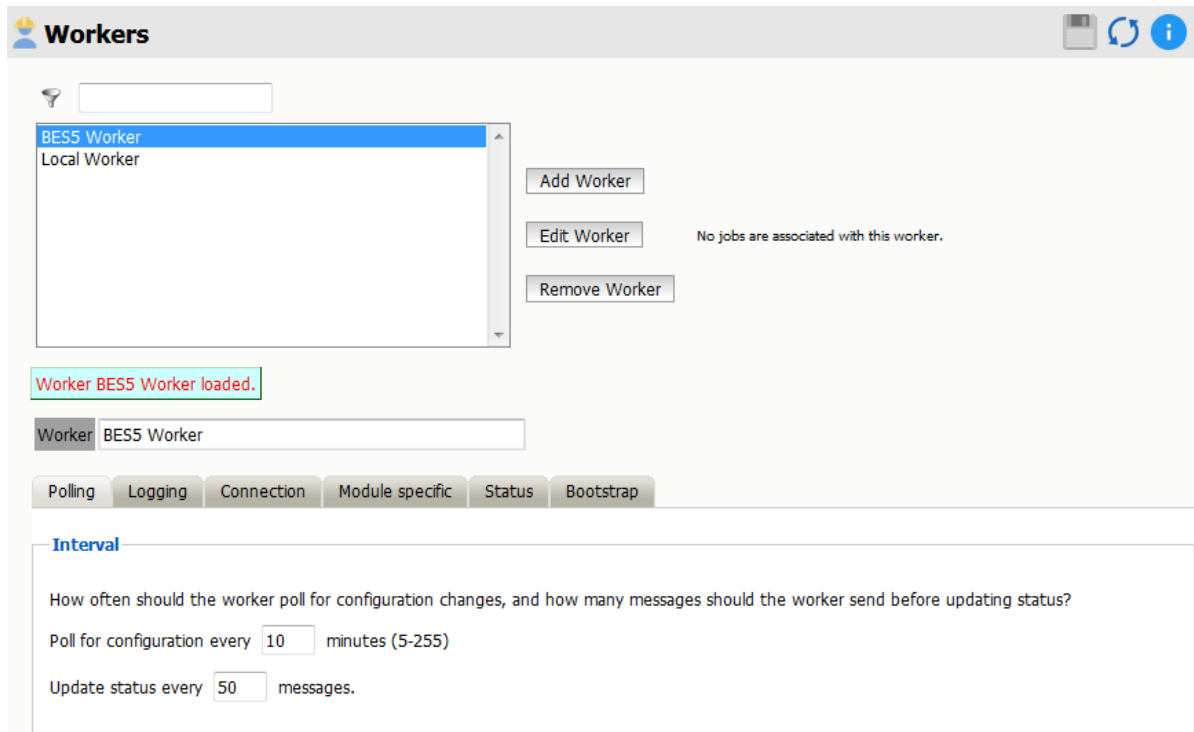 Workers
i
BES5 Worker
Local Worker
Add Worker
Edit Worker
No jobs are associated with this worker.
Remove Worker
Worker BES5 Worker loaded.
Worker BES5 Worker
Polling Logging Connection Module specific Status Bootstrap
Interval
How often should the worker poll for configuration changes, and how many messages should the worker send before updating status?
Poll for configuration every 10 minutes (5-255)
Update status every 50 messages.